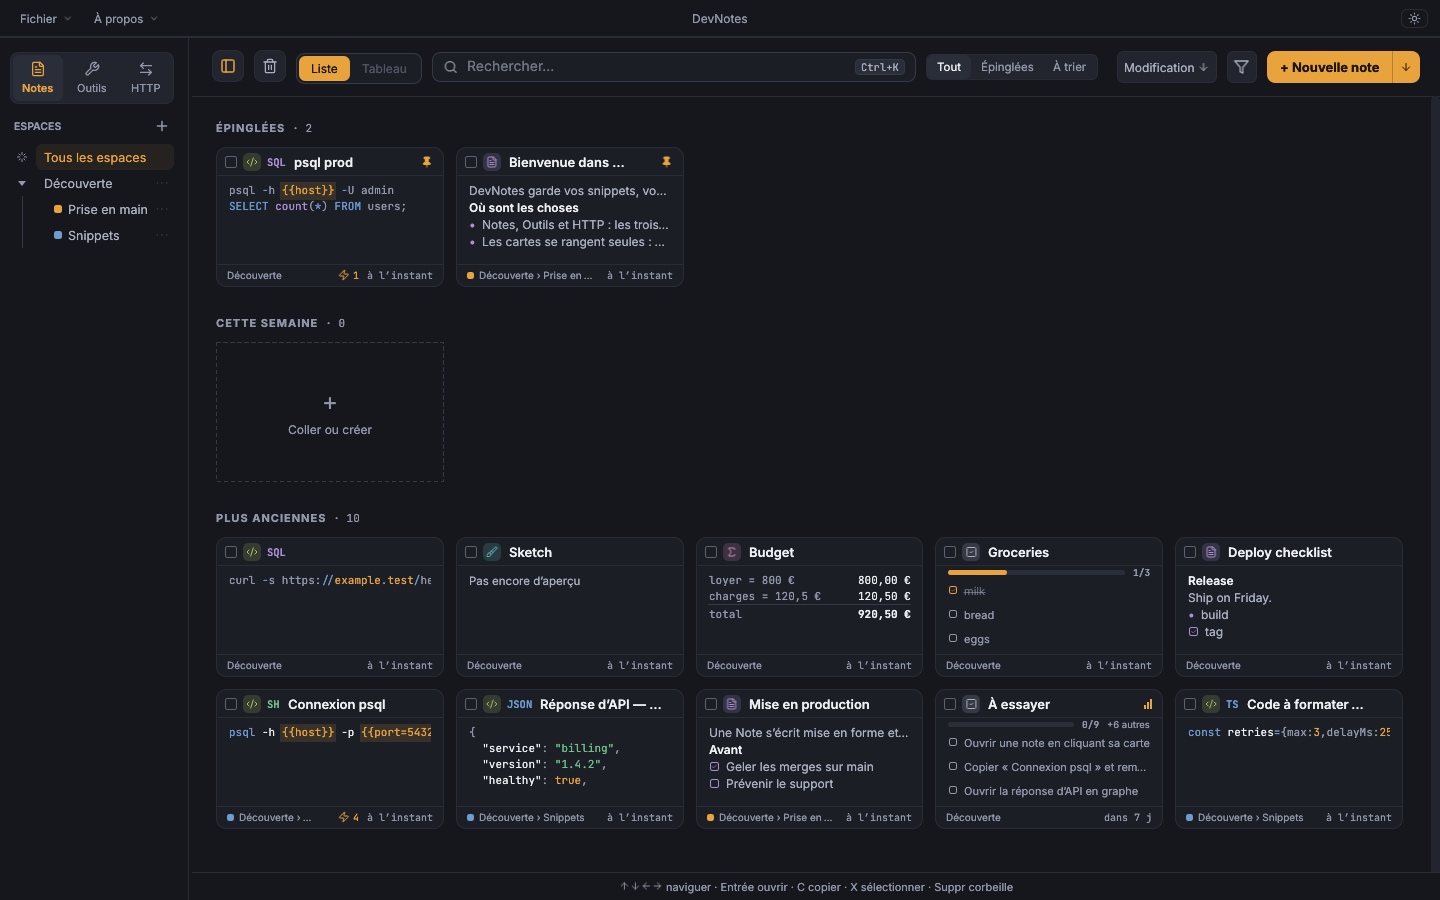 Fichier
À propos
DevNotes
Notes
Outils
HTTP
ESPACES
Tous les espaces
Découverte
Prise en main
Snippets
Liste
Tableau
Rechercher...
Ctrl+K
Tout
Épinglées
À trier
Modification
+ Nouvelle note
ÉPINGLÉES · 2
SQL psql prod
psql -h {{host}} -U admin
SELECT count(*) FROM users;
Découverte
1 à l'instant
Bienvenue dans ...
DevNotes garde vos snippets, vo...
Où sont les choses
• Notes, Outils et HTTP : les trois...
• Les cartes se rangent seules : ...
Découverte › Prise en ...
à l'instant
CETTE SEMAINE · 0
+
Coller ou créer
PLUS ANCIENNES · 10
SQL
curl -s https://example.test/he
Découverte
à l'instant
Sketch
Pas encore d'aperçu
Découverte
à l'instant
Budget
loyer = 800 € 800,00 €
charges = 120,5 € 120,50 €
total 920,50 €
Découverte
à l'instant
Groceries
1/3
milk
bread
eggs
Découverte
à l'instant
Deploy checklist
Release
Ship on Friday.
• build
tag
Découverte
à l'instant
SH Connexion psql
psql -h {{host}} -p {{port=5432
Découverte › ...
4 à l'instant
JSON Réponse d'API — ...
{
"service": "billing",
"version": "1.4.2",
"healthy": true,
Découverte › Snippets
à l'instant
Mise en production
Une Note s'écrit mise en forme et...
Avant
Geler les merges sur main
Prévenir le support
Découverte › Prise en ...
à l'instant
À essayer
0/9 +6 autres
Ouvrir une note en cliquant sa carte
Copier « Connexion psql » et rem...
Ouvrir la réponse d'API en graphe
Découverte
dans 7 j
TS Code à formater ...
const retries={max:3,delayMs:25
Découverte › Snippets
à l'instant
↑↓←→ naviguer · Entrée ouvrir · C copier · X sélectionner · Suppr corbeille